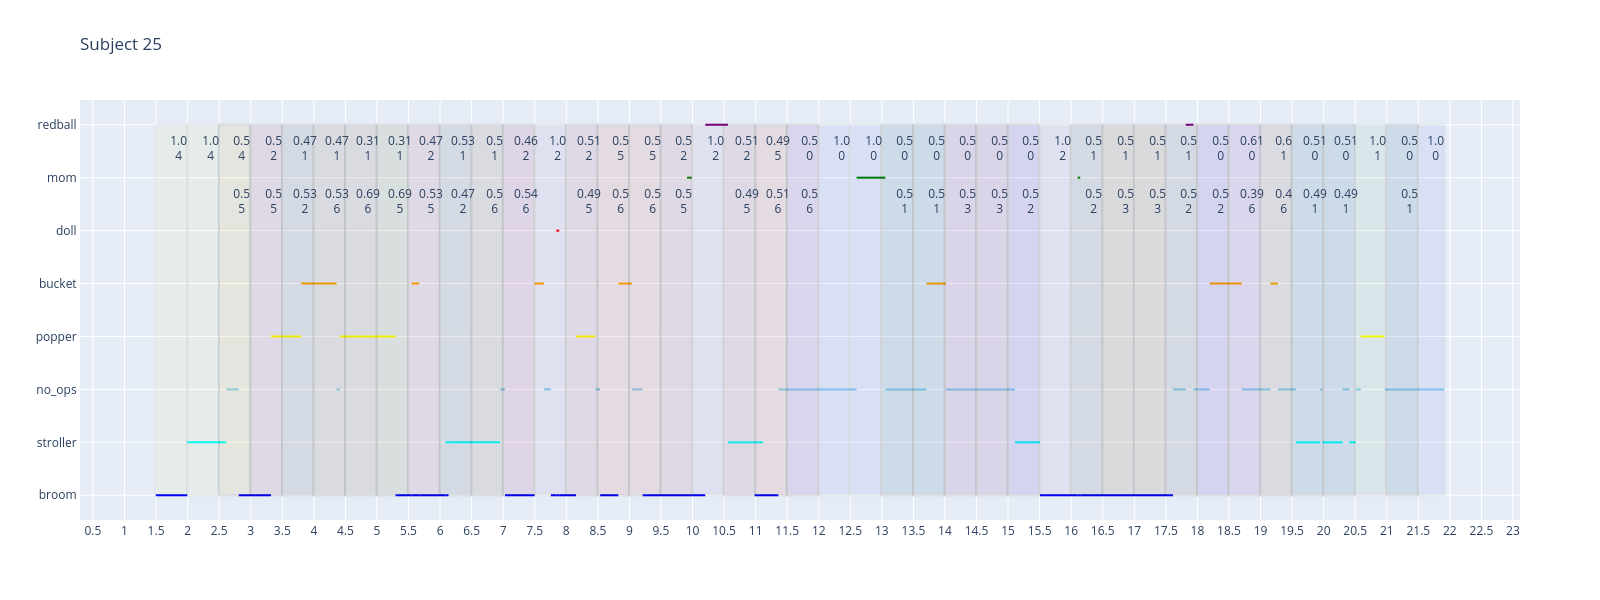 Subject 25
redball
1.0 1.0 0.5 0.5 0.47 0.47 0.31 0.31 0.47 0.53 0.5 0.46 1.0 0.51 0.5 0.5 0.5 1.0 0.51 0.49 0.5 1.0 1.0 0.5 0.5 0.5 0.5 0.5 1.0 0.5 0.5 0.5 0.5 0.5 0.61 0.6 0.51 0.51 1.0 0.5 1.0
4 4 4 2 1 1 1 1 2 1 1 2 2 2 5 5 2 2 2 5 0 0 0 0 0 0 0 0 2 1 1 1 1 0 0 1 0 0 1 0 0
mom
0.5 0.5 0.53 0.53 0.69 0.69 0.53 0.47 0.5 0.54 0.49 0.5 0.5 0.5 0.49 0.51 0.5 0.5 0.5 0.5 0.5 0.5 0.5 0.5 0.5 0.5 0.5 0.39 0.4 0.49 0.49 0.5
5 5 2 6 6 5 5 2 6 6 5 6 6 5 5 6 6 1 1 3 3 2 2 3 3 2 2 6 6 1 1 1
doll
bucket
popper
no_ops
stroller
broom
0.5 1 1.5 2 2.5 3 3.5 4 4.5 5 5.5 6 6.5 7 7.5 8 8.5 9 9.5 10 10.5 11 11.5 12 12.5 13 13.5 14 14.5 15 15.5 16 16.5 17 17.5 18 18.5 19 19.5 20 20.5 21 21.5 22 22.5 23